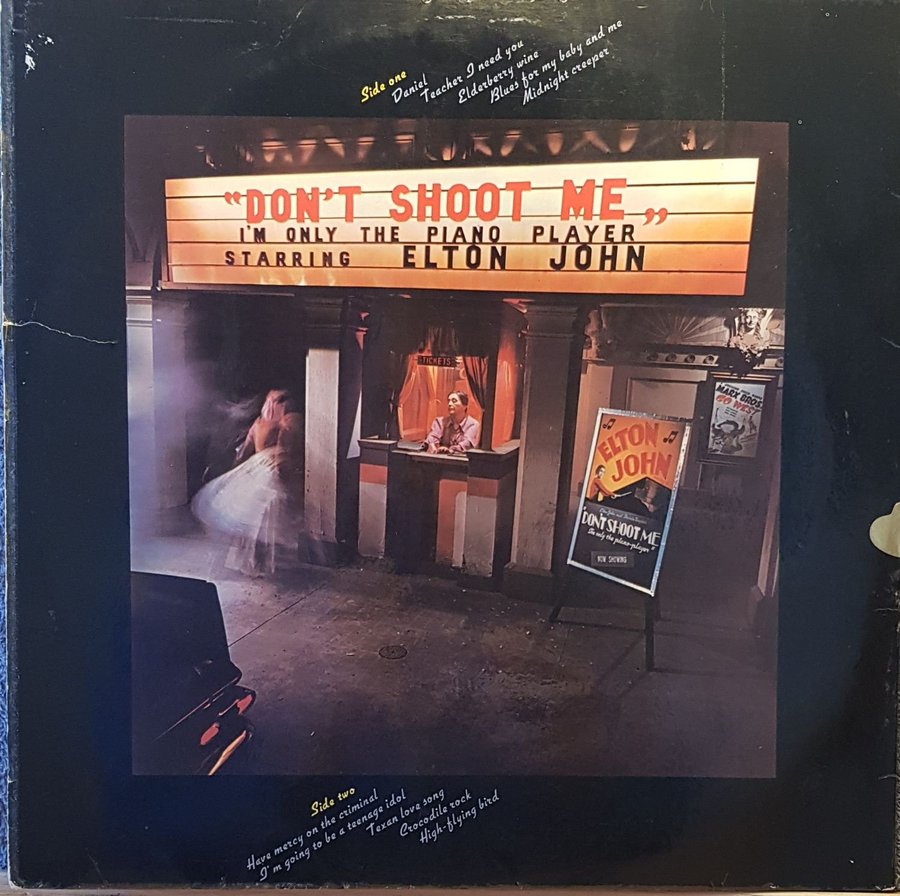 Side one
Daniel
Teacher I need you
Elderberry wine
Blues for my baby and me
Midnight creeper
"DON'T SHOOT ME"
I'M ONLY THE PIANO PLAYER
STARRING ELTON JOHN
TICKETS
MARX BROS
GO WEST
ELTON
JOHN
"DON'T SHOOT ME
I'm only the piano-player"
NOW SHOWING
Side two
Have mercy on the criminal
I'm going to be a teenage idol
Texan love song
Crocodile rock
High-flying bird